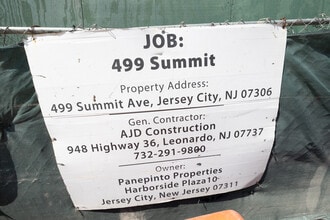 JOB:
499 Summit
Property Address:
499 Summit Ave, Jersey City, NJ 07306
Gen. Contractor:
AJD Construction
948 Highway 36, Leonardo, NJ 07737
732-291-9800
Owner:
Panepinto Properties
Harborside Plaza10
Jersey City, New Jersey 07311